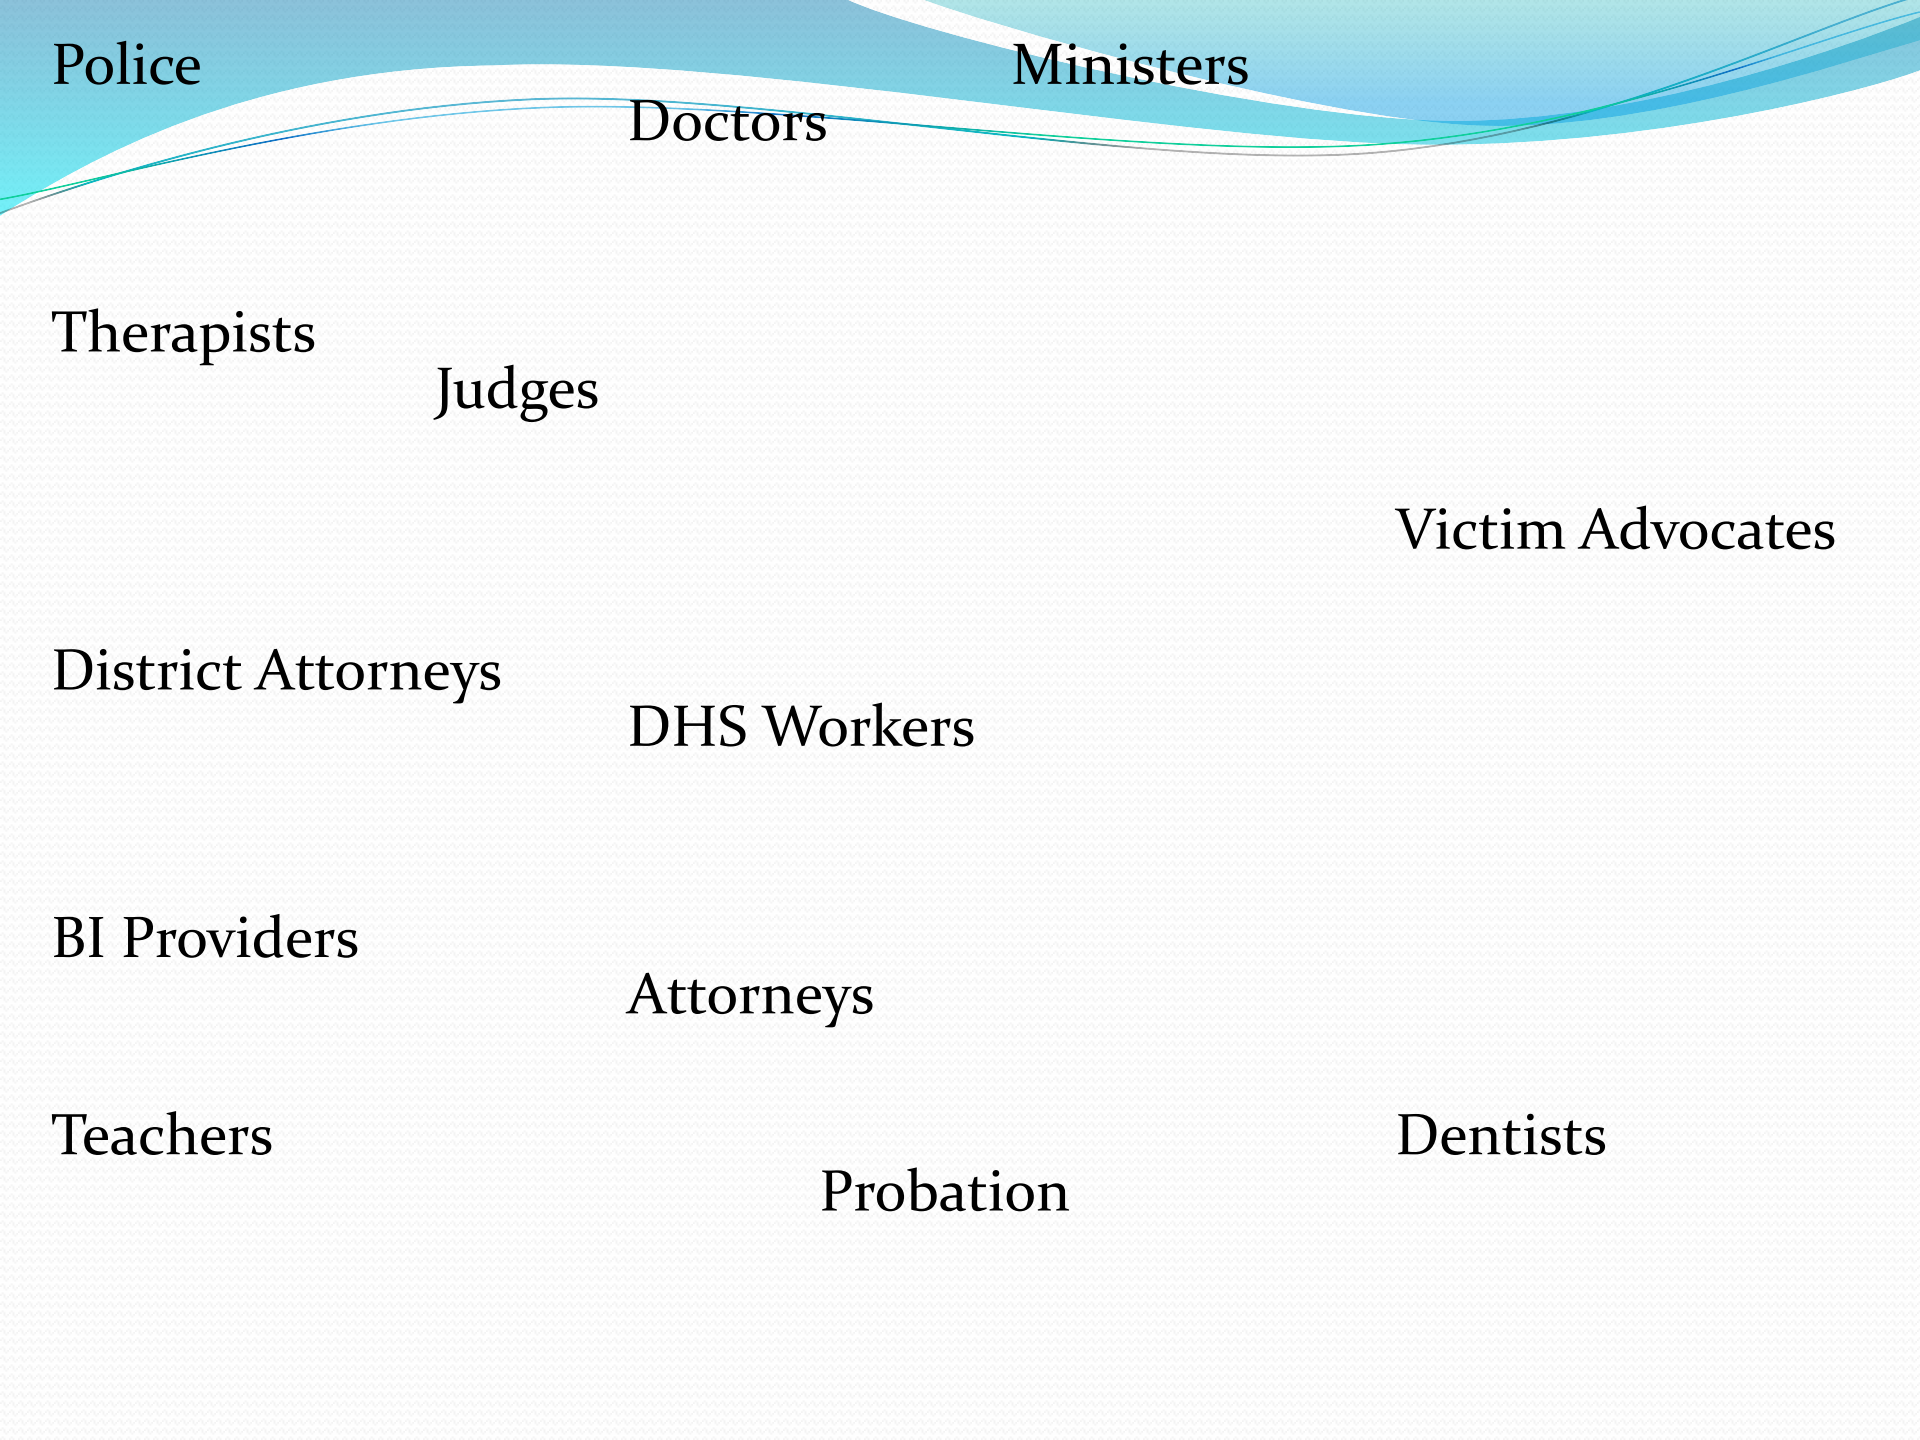 Police Ministers
Doctors
Therapists
Judges
Victim Advocates
District Attorneys
DHS Workers
BI Providers
Attorneys
Teachers Dentists
Probation